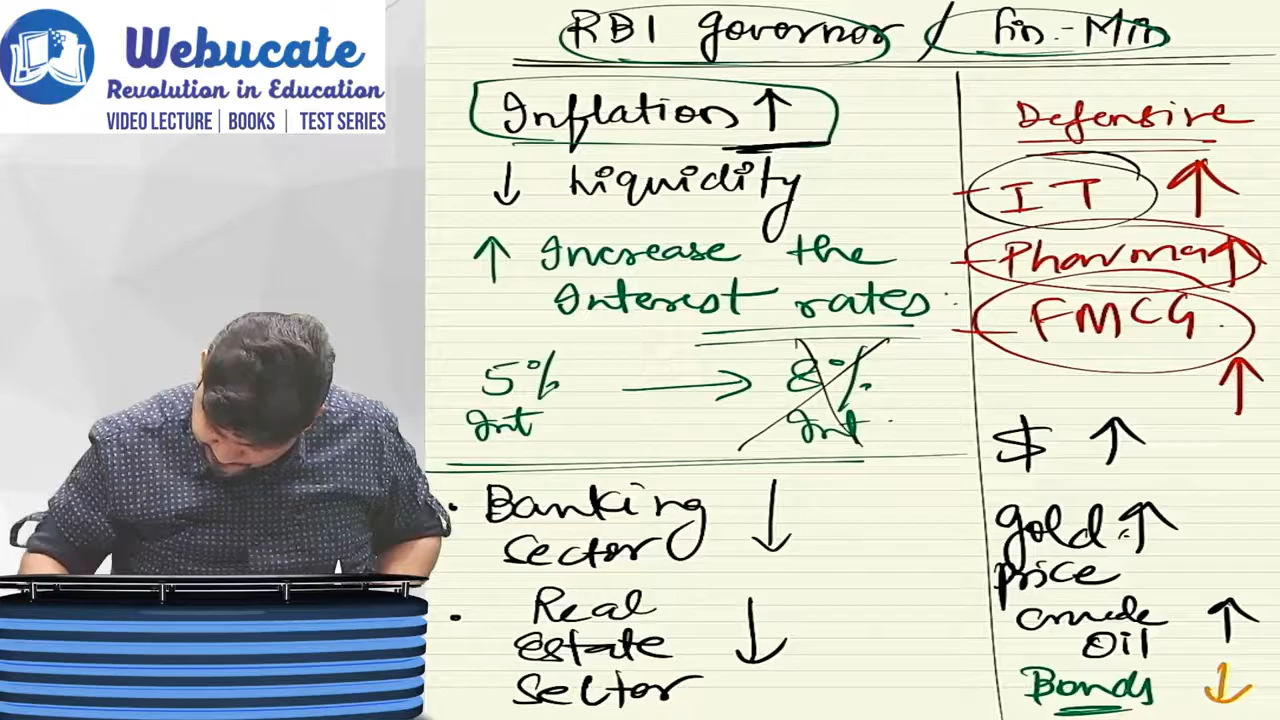 Webucate
Revolution in Education
VIDEO LECTURE | BOOKS | TEST SERIES
RBI governor / Fin.-Min
Inflation ↑
↓ Liquidity
↑ Increase the
Interest rates
5% → 8%
Int Int
• Banking ↓
Sector
• Real ↓
Estate
Sector
Defensive
- IT ↑
- Pharma ↑
- FMCG ↑
$ ↑
Gold ↑
Price
Crude ↑
Oil
Bonds ↓